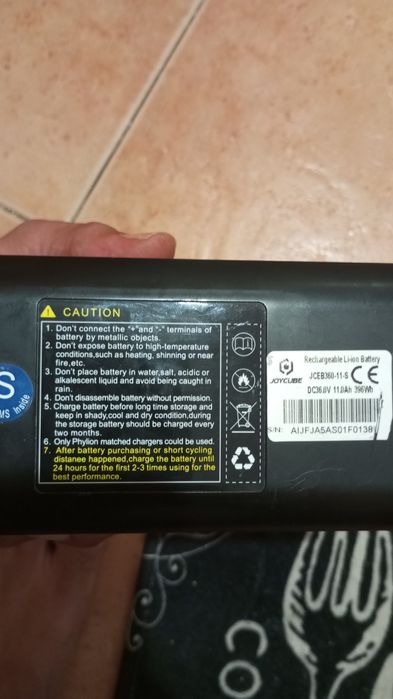 CAUTION
1. Don't connect the "+"and "-" terminals of
battery by metallic objects.
2. Don't expose battery to high-temperature
conditions,such as heating, shinning or near
fire,etc.
3. Don't place battery in water,salt, acidic or
alkalescent liquid and avoid being caught in
rain.
4. Don't disassemble battery without permission.
5. Charge battery before long time storage and
keep in shady,cool and dry condition,during
the storage battery should be charged every
two months.
6. Only Phylion matched chargers could be used.
7. After battery purchasing or short cycling
distanee happened,charge the battery until
24 hours for the first 2-3 times using for the
best performance.
S
MS Inside
JOYCUBE
Rechargeable Li-ion Battery
JCEB360-11-S
CE
DC36.0V 11.0Ah 396Wh
S/N: AIJFJA5AS01F0138
CO